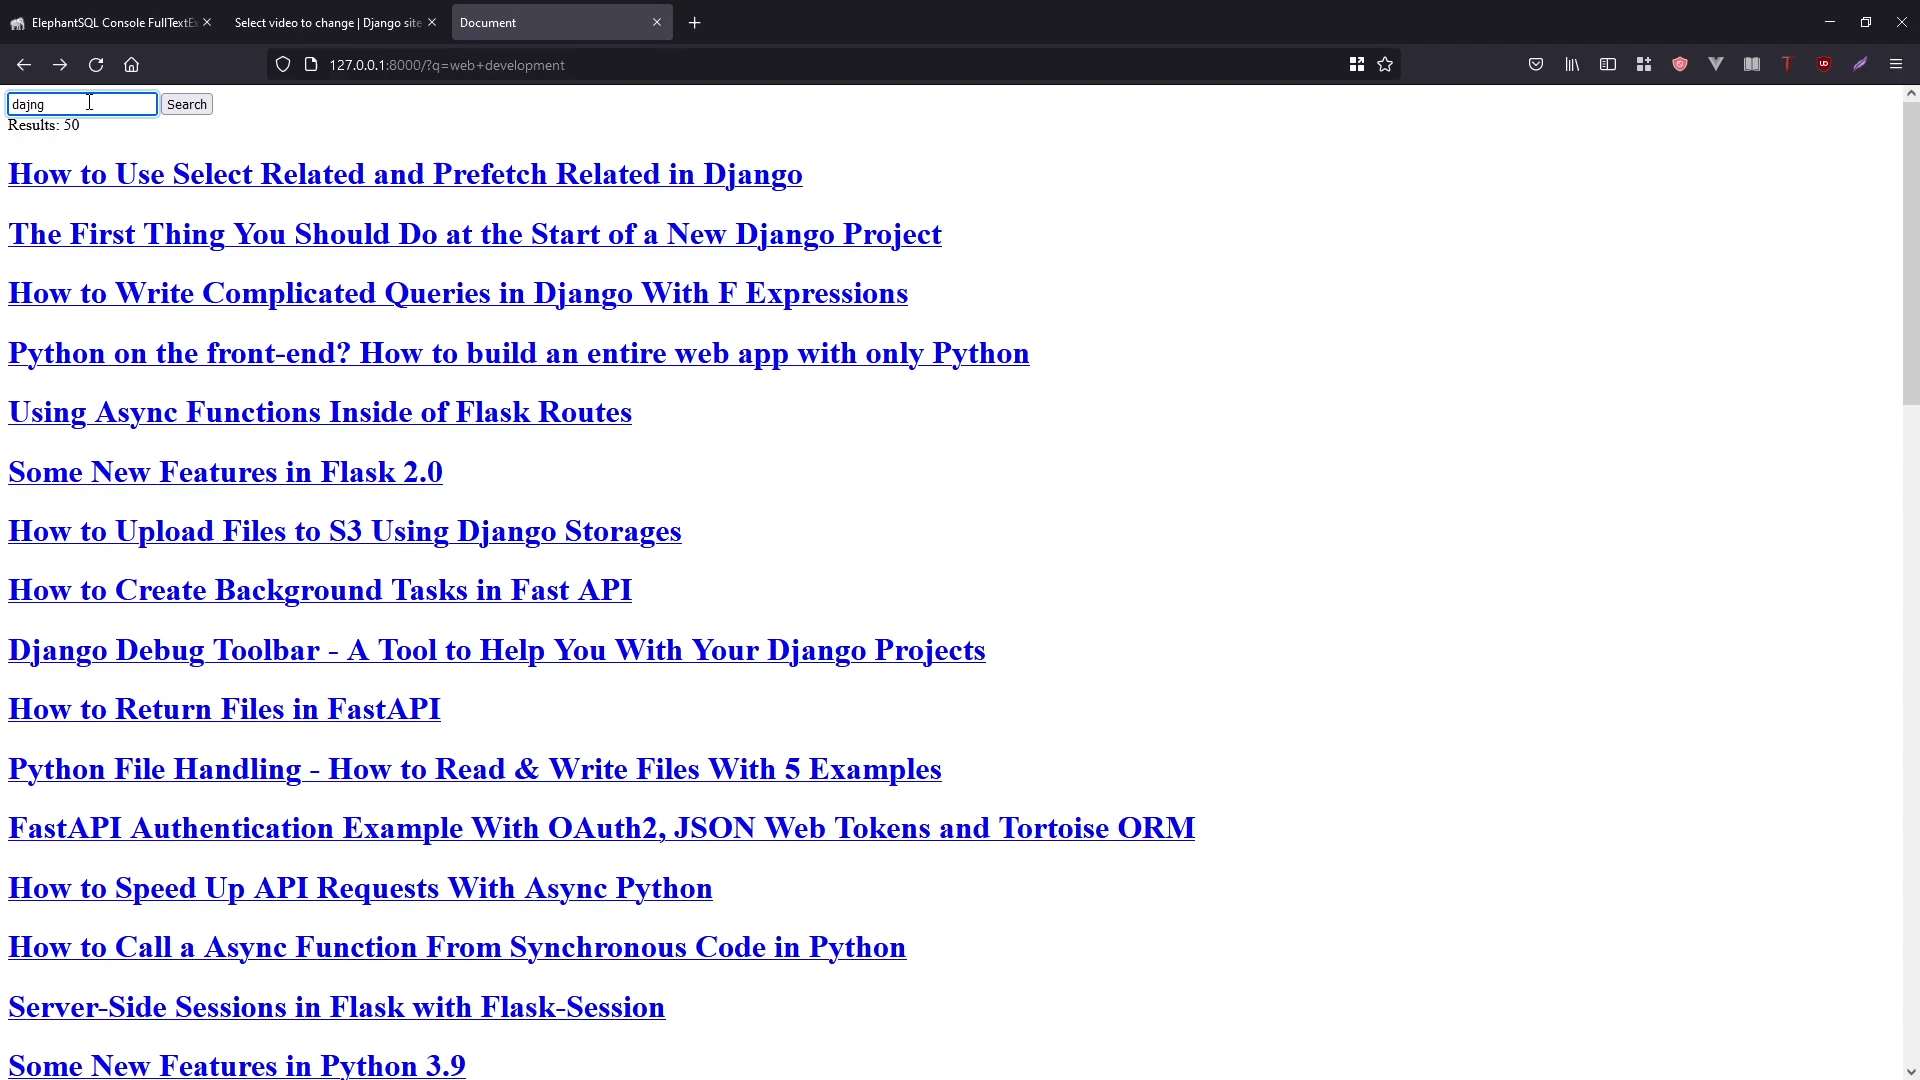 ElephantSQL Console FullTextEx
Select video to change | Django site
Document
127.0.0.1:8000/?q=web+development
dajng
Search
Results: 50
How to Use Select Related and Prefetch Related in Django
The First Thing You Should Do at the Start of a New Django Project
How to Write Complicated Queries in Django With F Expressions
Python on the front-end? How to build an entire web app with only Python
Using Async Functions Inside of Flask Routes
Some New Features in Flask 2.0
How to Upload Files to S3 Using Django Storages
How to Create Background Tasks in Fast API
Django Debug Toolbar - A Tool to Help You With Your Django Projects
How to Return Files in FastAPI
Python File Handling - How to Read & Write Files With 5 Examples
FastAPI Authentication Example With OAuth2, JSON Web Tokens and Tortoise ORM
How to Speed Up API Requests With Async Python
How to Call a Async Function From Synchronous Code in Python
Server-Side Sessions in Flask with Flask-Session
Some New Features in Python 3.9